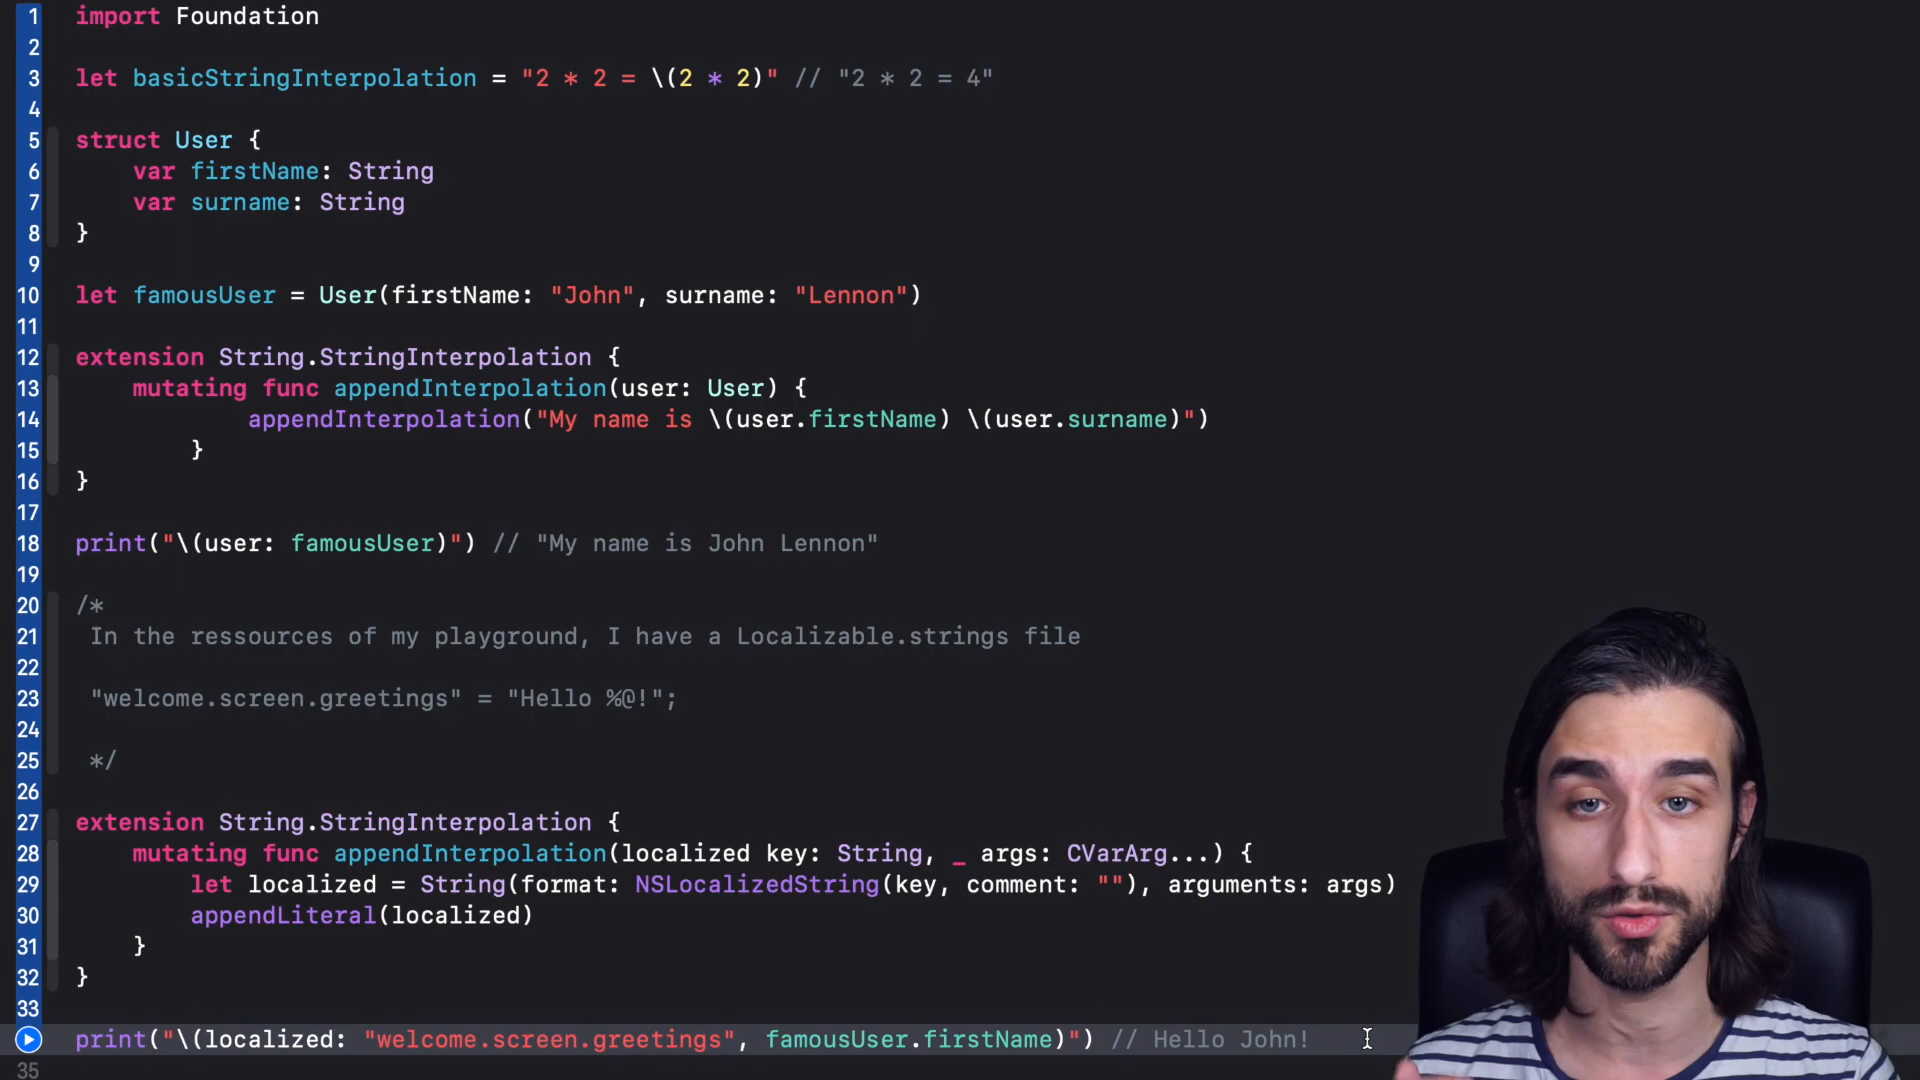 1 import Foundation
2
3 let basicStringInterpolation = "2 * 2 = \(2 * 2)" // "2 * 2 = 4"
4
5 struct User {
6 var firstName: String
7 var surname: String
8 }
9
10 let famousUser = User(firstName: "John", surname: "Lennon")
11
12 extension String.StringInterpolation {
13 mutating func appendInterpolation(user: User) {
14 appendInterpolation("My name is \(user.firstName) \(user.surname)")
15 }
16 }
17
18 print("\(user: famousUser)") // "My name is John Lennon"
19
20 /*
21 In the ressources of my playground, I have a Localizable.strings file
22
23 "welcome.screen.greetings" = "Hello %@!";
24
25 */
26
27 extension String.StringInterpolation {
28 mutating func appendInterpolation(localized key: String, _ args: CVarArg...) {
29 let localized = String(format: NSLocalizedString(key, comment: ""), arguments: args)
30 appendLiteral(localized)
31 }
32 }
33
print("\(localized: "welcome.screen.greetings", famousUser.firstName)") // Hello John!
35